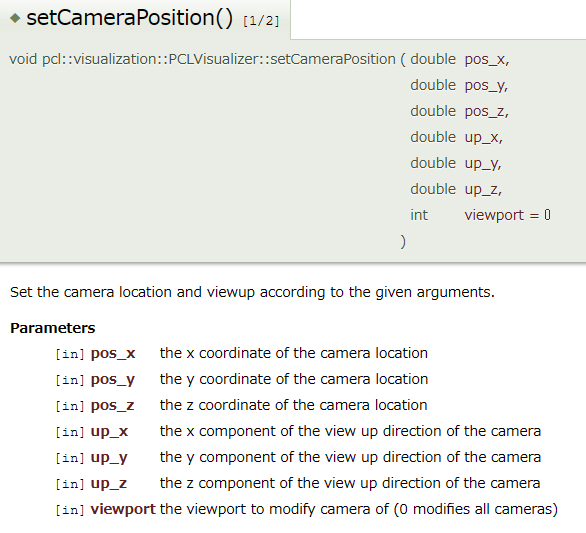 ◆ setCameraPosition() [1/2]
void pcl::visualization::PCLVisualizer::setCameraPosition ( double pos_x,
double pos_y,
double pos_z,
double up_x,
double up_y,
double up_z,
int viewport = 0
)
Set the camera location and viewup according to the given arguments.
Parameters
[in] pos_x the x coordinate of the camera location
[in] pos_y the y coordinate of the camera location
[in] pos_z the z coordinate of the camera location
[in] up_x the x component of the view up direction of the camera
[in] up_y the y component of the view up direction of the camera
[in] up_z the z component of the view up direction of the camera
[in] viewport the viewport to modify camera of (0 modifies all cameras)